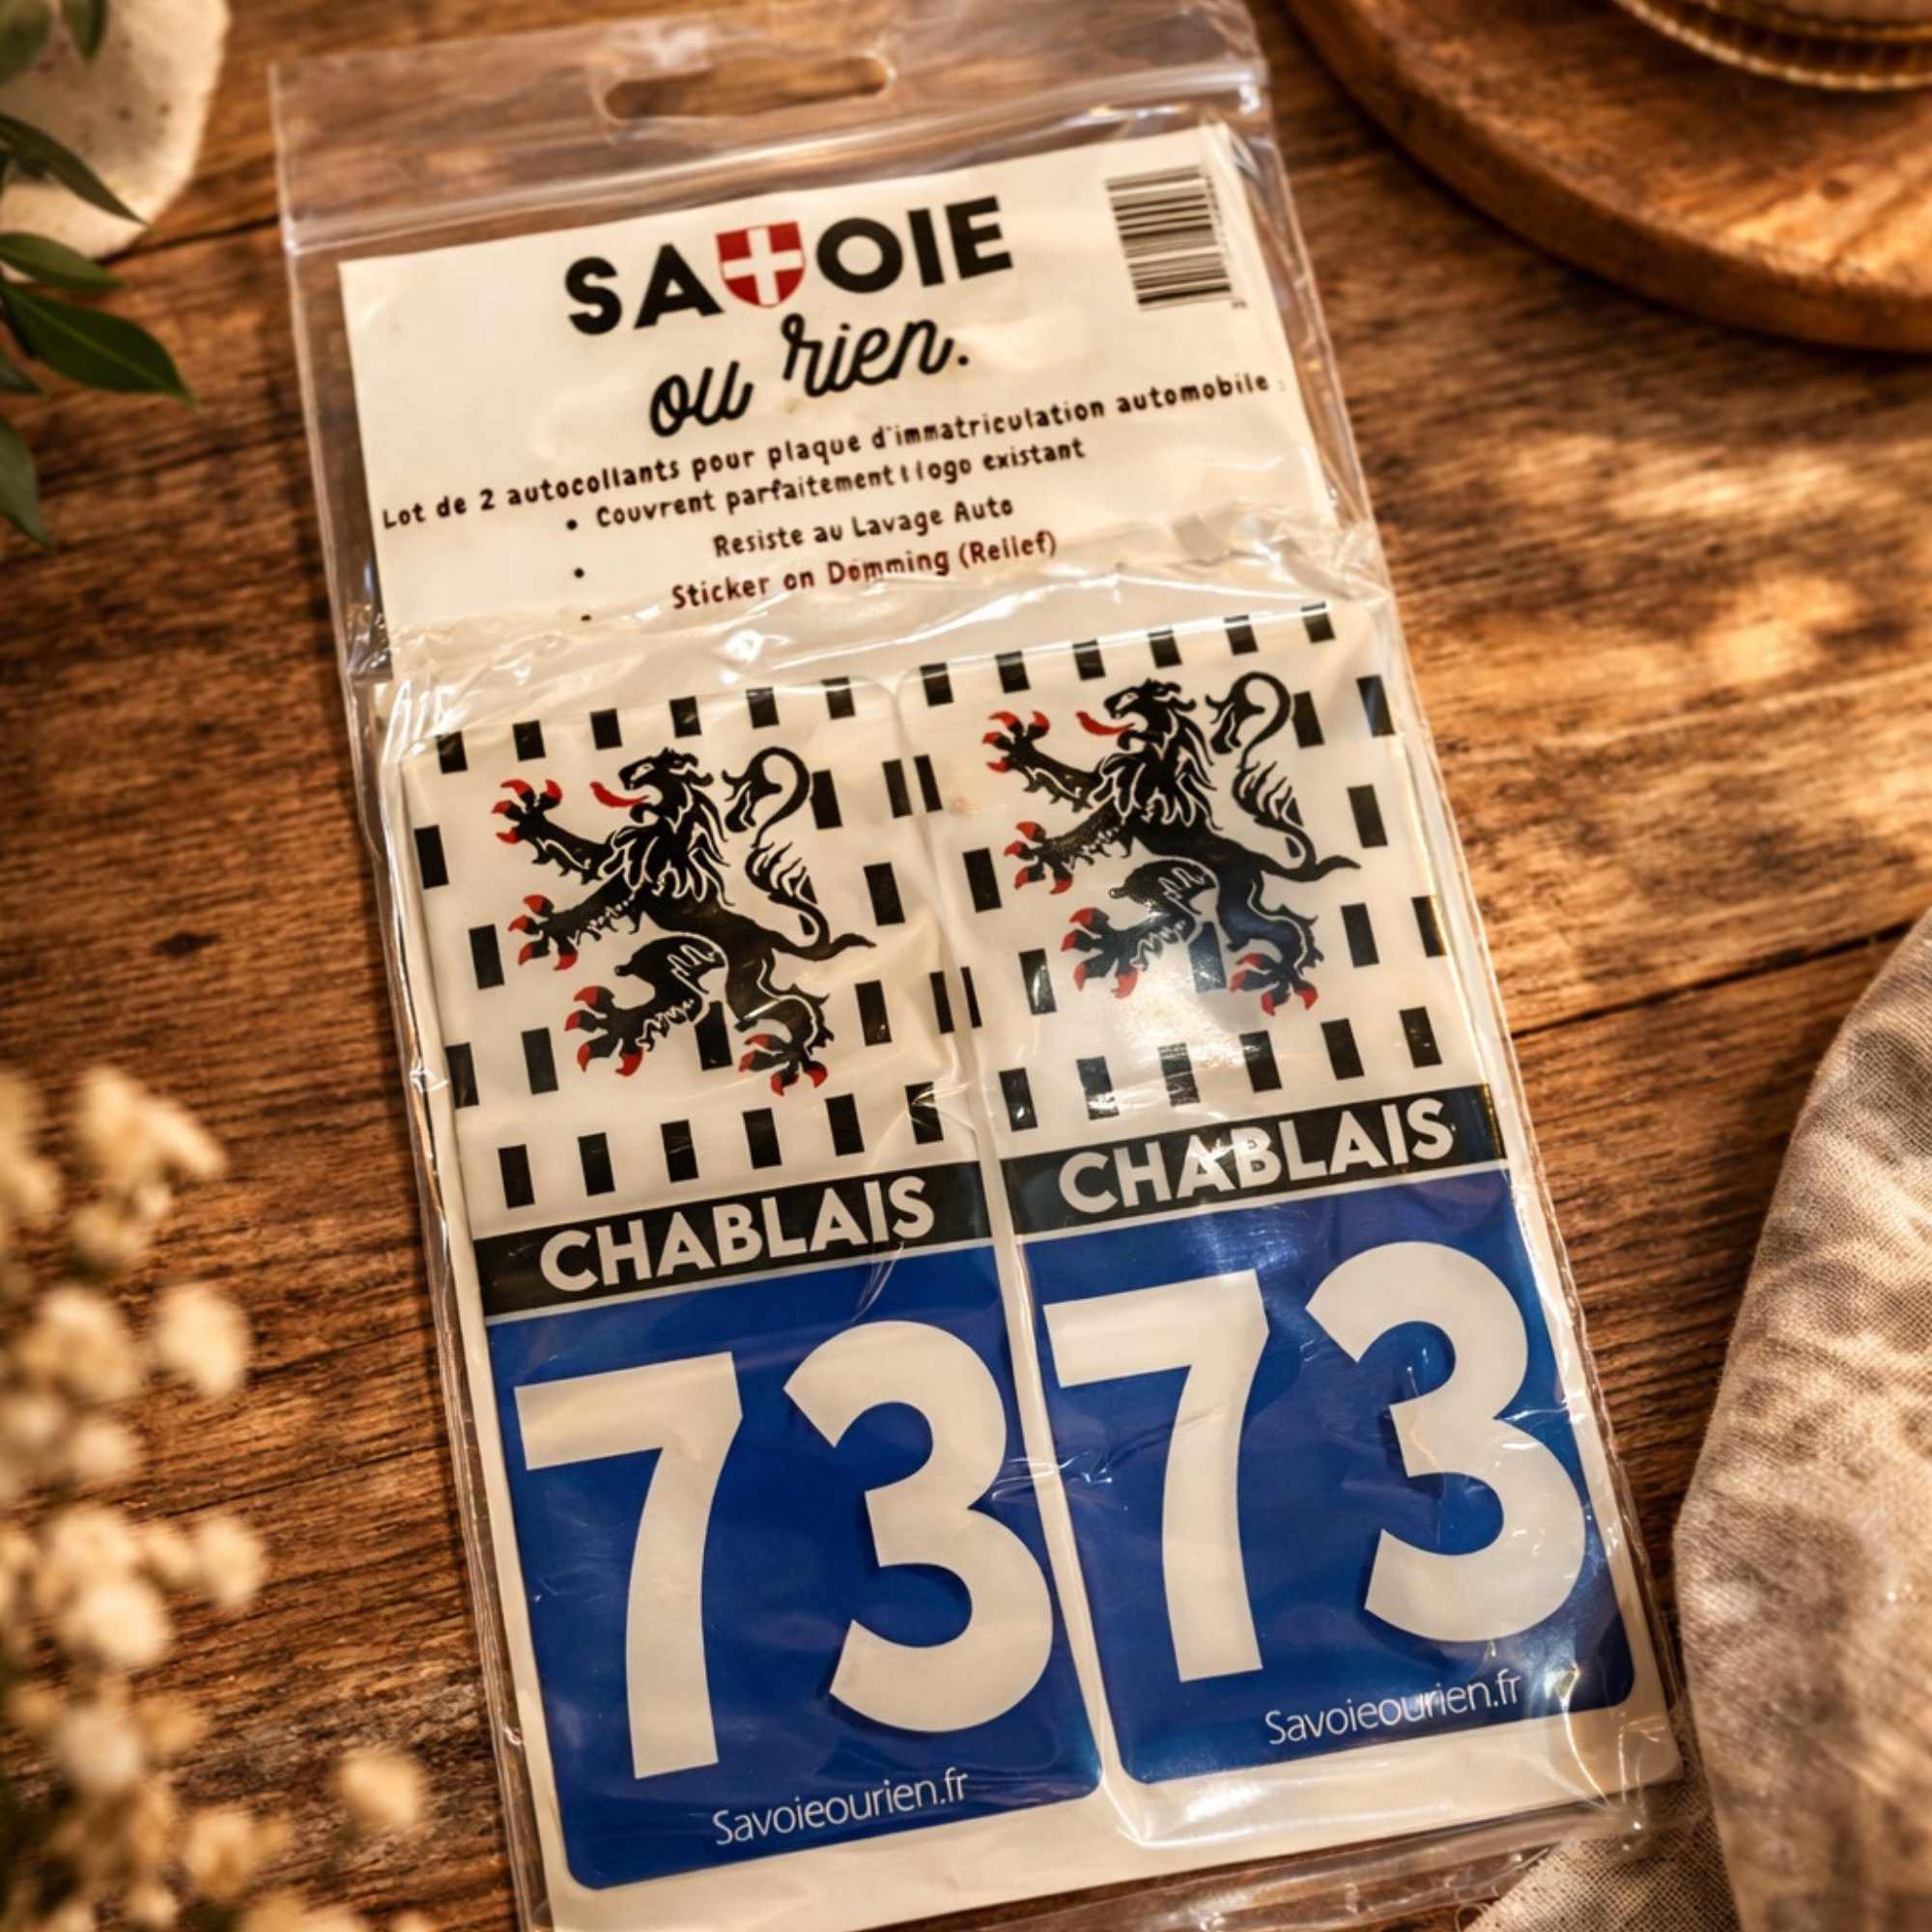 SAVOIE
ou rien.
Lot de 2 autocollants pour plaque d'immatriculation automobile :
• Couvrent parfaitement l logo existant
• Resiste au Lavage Auto
• Sticker on Domming (Rellef)
CHABLAIS
73
Savoieourien.fr
CHABLAIS
73
Savoieourien.fr